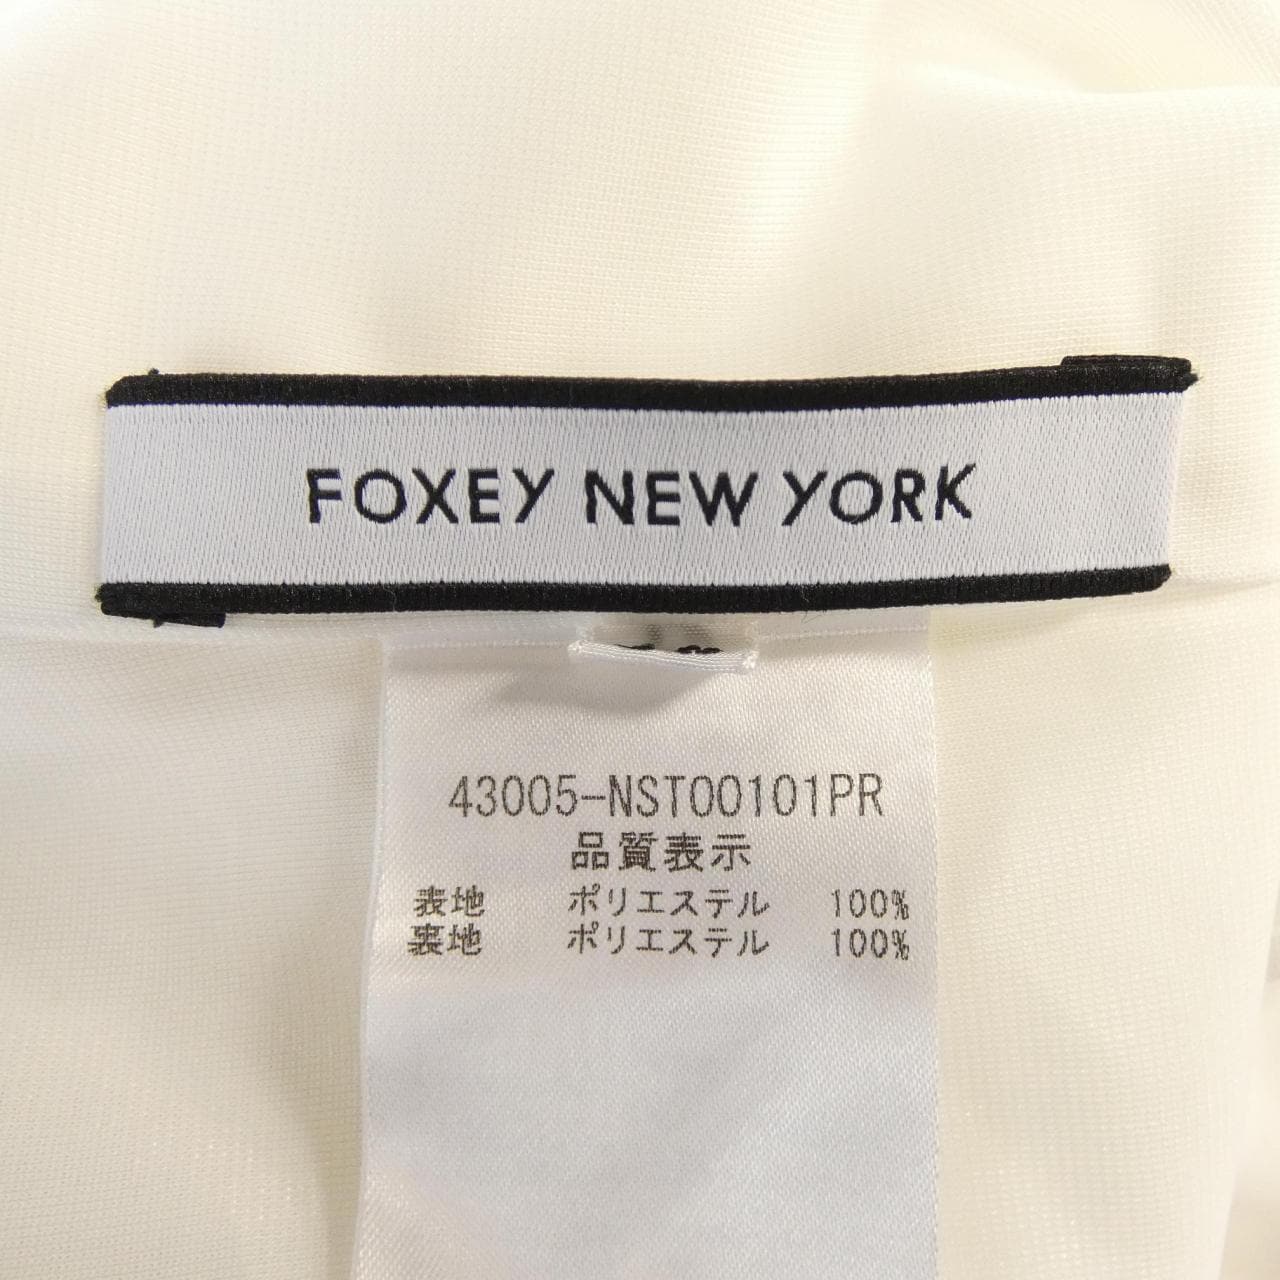 FOXEY NEW YORK
43005-NST00101PR
品質表示
表地 ポリエステル 100%
裏地 ポリエステル 100%